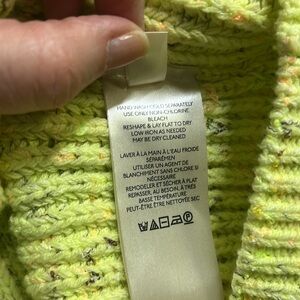 HAND WASH COLD SEPARATELY
USE ONLY NON-CHLORINE
BLEACH
RESHAPE & LAY FLAT TO DRY
LOW IRON AS NEEDED
MAY BE DRY CLEANED
LAVER À LA MAIN À L'EAU FROIDE
SÉPARÉMEN
UTILISER UN AGENT DE
BLANCHIMENT SANS CHLORE SI
NÉCESSAIRE
REMODELER ET SÉCHER À PLAT
REPASSER, AU BESOIN, À TRÈS
BASSE TEMPÉRATURE
PEUT-ÊTRE ÊTRE NETTOYÉE SEC